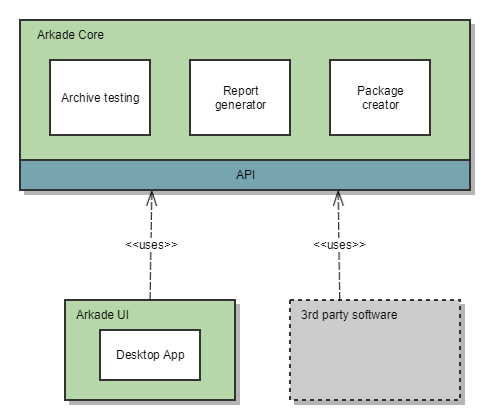 Arkade Core
Archive testing
Report
generator
Package
creator
API
<<uses>>
<<uses>>
Arkade UI
Desktop App
3rd party software